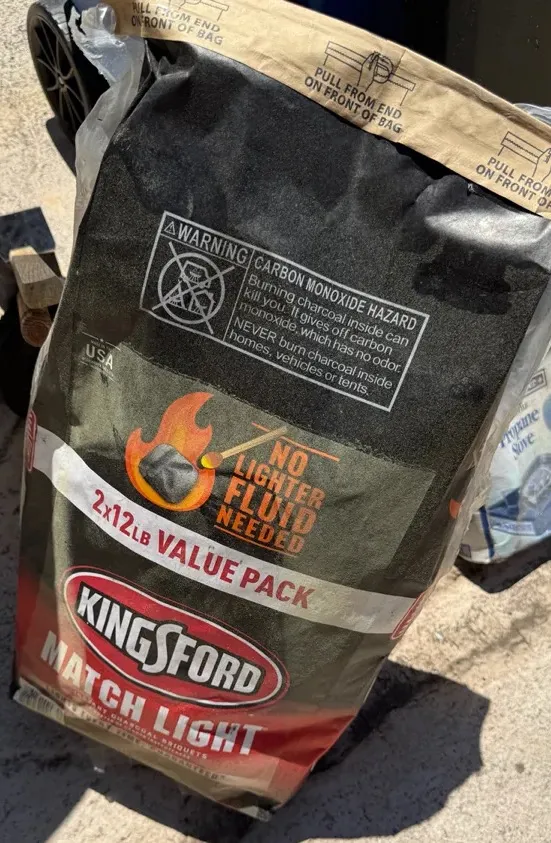 PULL FROM END
ON FRONT OF BAG
PULL FROM END
ON FRONT OF BAG
PULL FROM
ON FRONT OF
WARNING
CARBON MONOXIDE HAZARD
Burning charcoal inside can
kill you. It gives off carbon
monoxide, which has no odor.
NEVER burn charcoal inside
homes, vehicles or tents.
USA
NO
LIGHTER
FLUID
NEEDED
2x12LB VALUE PACK
KINGSFORD
MATCH LIGHT
CHARCOAL BRIQUETS
Propane
Stove